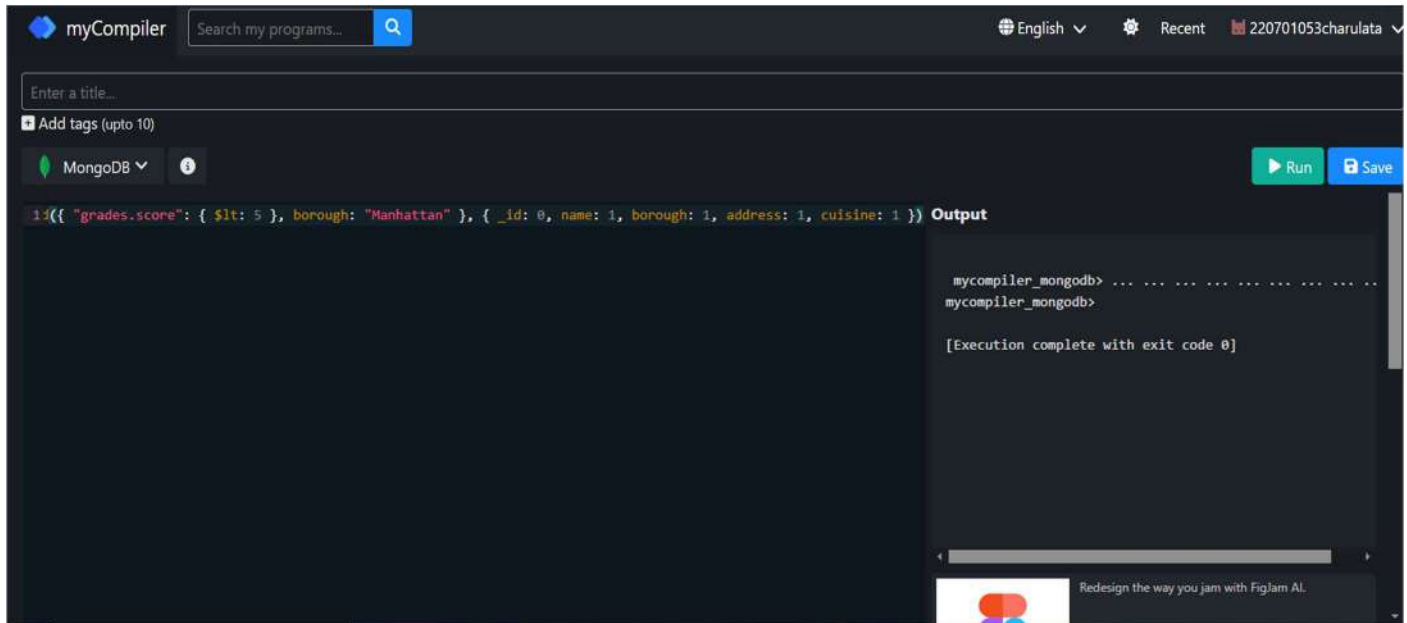 myCompiler Search my programs... English Recent 220701053charulata
Enter a title...
Add tags (upto 10)
MongoDB Run Save
1 ({ "grades.score": { $lt: 5 }, borough: "Manhattan" }, { _id: 0, name: 1, borough: 1, address: 1, cuisine: 1 })
Output
mycompiler_mongodb> ... ... ... ... ... ... ... ... ..
mycompiler_mongodb>
[Execution complete with exit code 0]
Redesign the way you jam with FigJam AI.